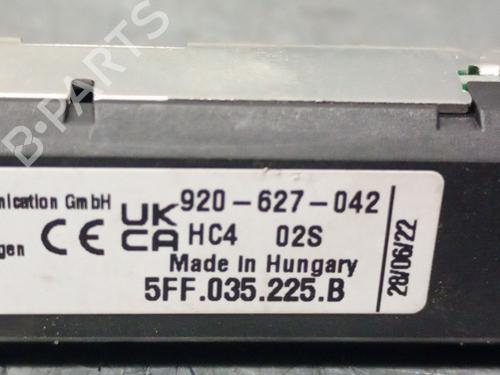 B-PARTS
nication GmbH
gen
CE
UK
CA
920-627-042
HC4 02S
Made in Hungary
5FF.035.225.B
28/06/22